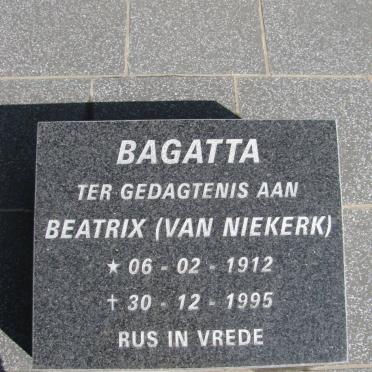 BAGATTA
TER GEDAGTENIS AAN
BEATRIX (VAN NIEKERK)
★ 06 - 02 - 1912
† 30 - 12 - 1995
RUS IN VREDE